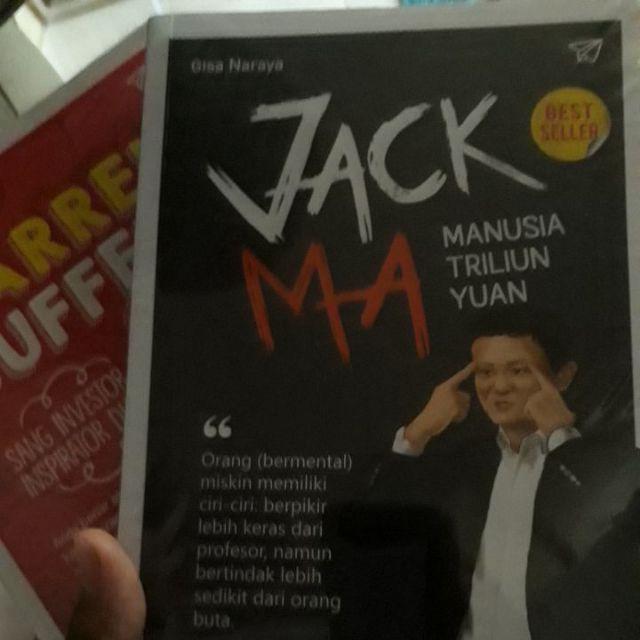 Gisa Naraya
JACK
MA
BEST
SELLER
MANUSIA
TRILIUN
YUAN
“
Orang (bermental)
miskin memiliki
ciri-ciri: berpikir
lebih keras dari
profesor, namun
bertindak lebih
sedikit dari orang
buta.
ARRE
UFFE
SANG INVESTOR
INSPIRATOR